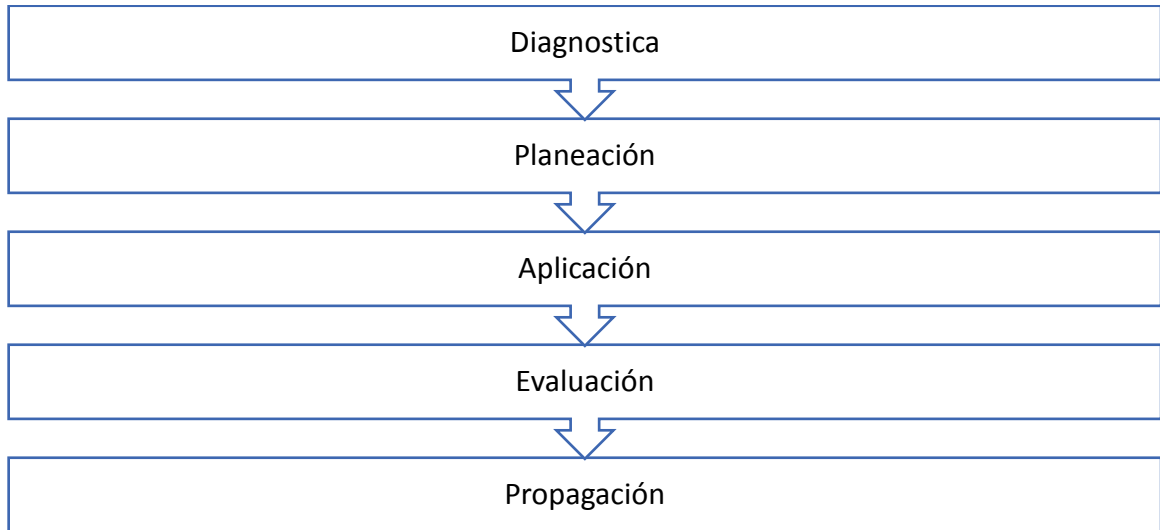 Diagnostica
Planeación
Aplicación
Evaluación
Propagación